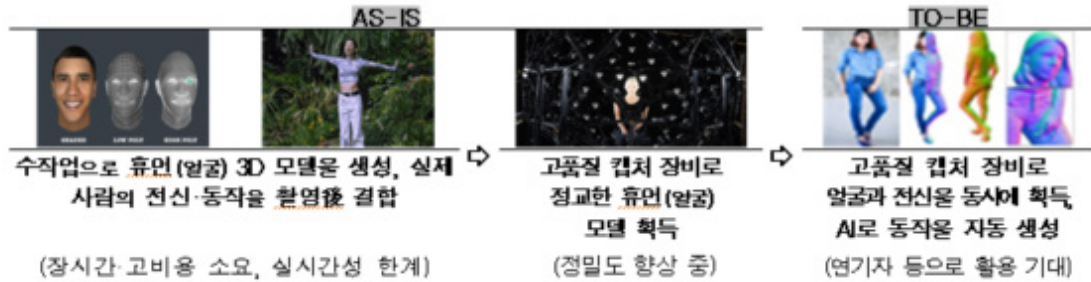 AS-IS
TO-BE
SHADED
LOW POLY
HIGH POLY
수작업으로 휴먼(얼굴) 3D 모델을 생성, 실제
사람의 전신·동작을 촬영後 결합
(장시간·고비용 소요, 실시간성 한계)
고품질 캡처 장비로
정교한 휴먼(얼굴)
모델 획득
(정밀도 향상 중)
고품질 캡처 장비로
얼굴과 전신을 동시에 획득,
AI로 동작을 자동 생성
(연기자 등으로 활용 기대)